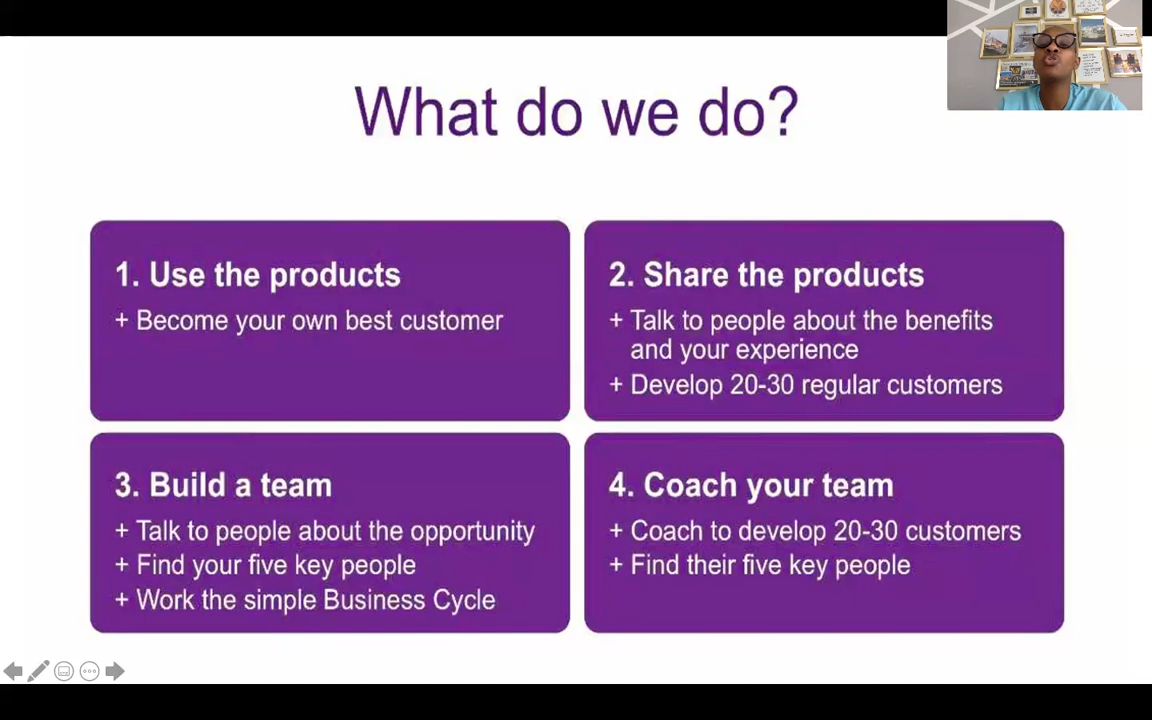 What do we do?
1. Use the products
+ Become your own best customer
2. Share the products
+ Talk to people about the benefits
and your experience
+ Develop 20-30 regular customers
3. Build a team
+ Talk to people about the opportunity
+ Find your five key people
+ Work the simple Business Cycle
4. Coach your team
+ Coach to develop 20-30 customers
+ Find their five key people